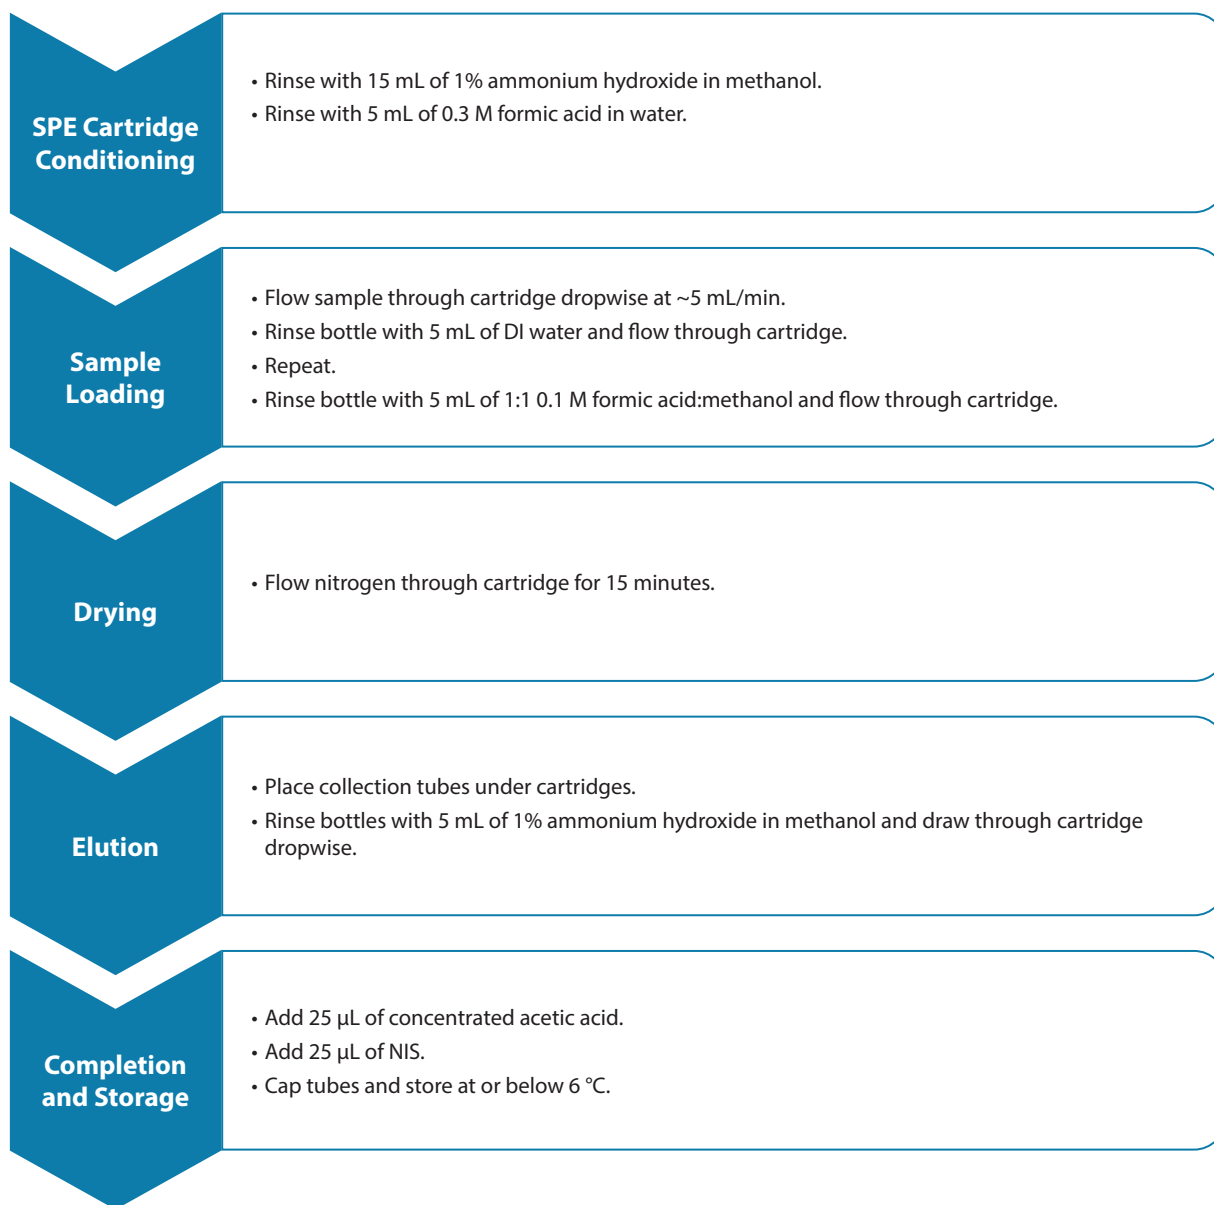 SPE Cartridge
Conditioning
• Rinse with 15 mL of 1% ammonium hydroxide in methanol.
• Rinse with 5 mL of 0.3 M formic acid in water.
Sample
Loading
• Flow sample through cartridge dropwise at ~5 mL/min.
• Rinse bottle with 5 mL of DI water and flow through cartridge.
• Repeat.
• Rinse bottle with 5 mL of 1:1 0.1 M formic acid:methanol and flow through cartridge.
Drying
• Flow nitrogen through cartridge for 15 minutes.
Elution
• Place collection tubes under cartridges.
• Rinse bottles with 5 mL of 1% ammonium hydroxide in methanol and draw through cartridge
dropwise.
Completion
and Storage
• Add 25 µL of concentrated acetic acid.
• Add 25 µL of NIS.
• Cap tubes and store at or below 6 °C.